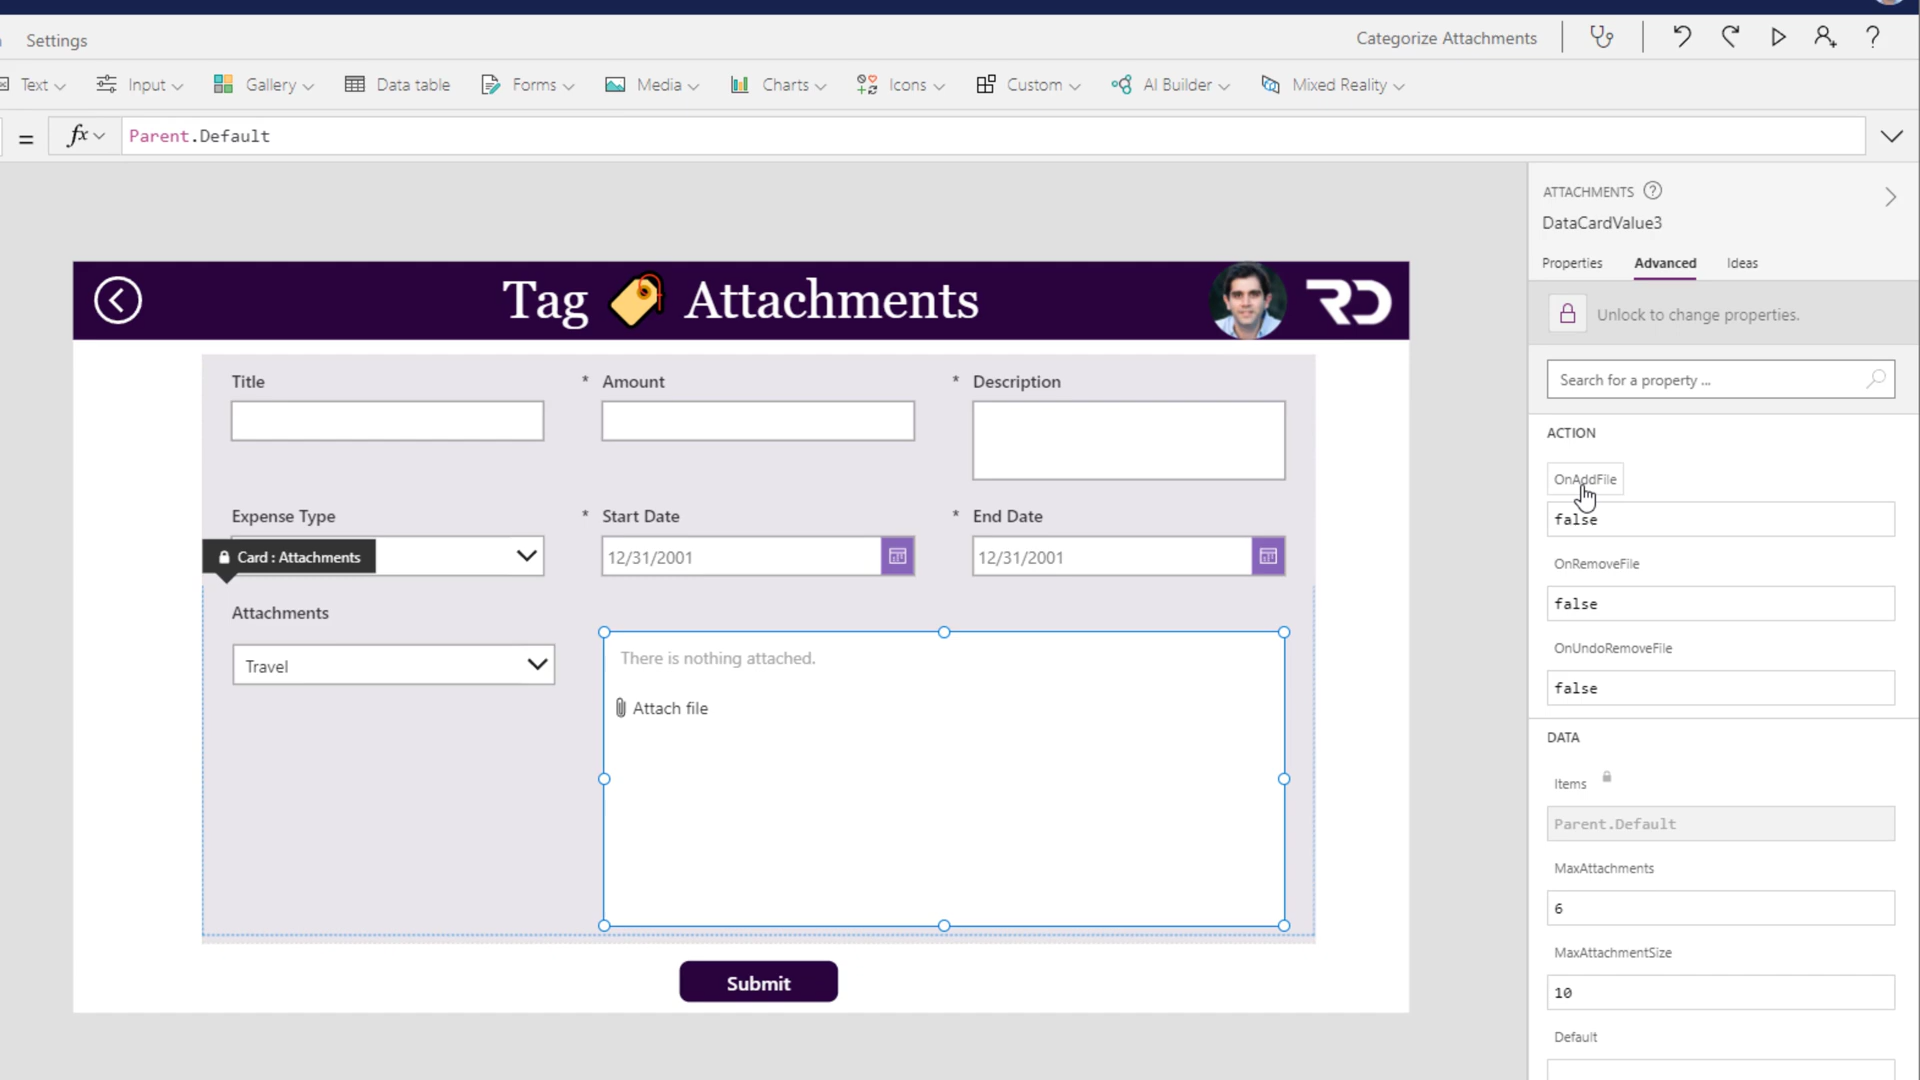 Settings
Categorize Attachments
Text
Input
Gallery
Data table
Forms
Media
Charts
Icons
Custom
AI Builder
Mixed Reality
= fx Parent.Default
ATTACHMENTS
DataCardValue3
Properties Advanced Ideas
Unlock to change properties.
Search for a property ...
ACTION
OnAddFile
false
OnRemoveFile
false
OnUndoRemoveFile
false
DATA
Items
Parent.Default
MaxAttachments
6
MaxAttachmentSize
10
Default
Tag Attachments
RD
Title
* Amount
* Description
Expense Type
* Start Date
* End Date
Card : Attachments
12/31/2001
12/31/2001
Attachments
Travel
There is nothing attached.
Attach file
Submit